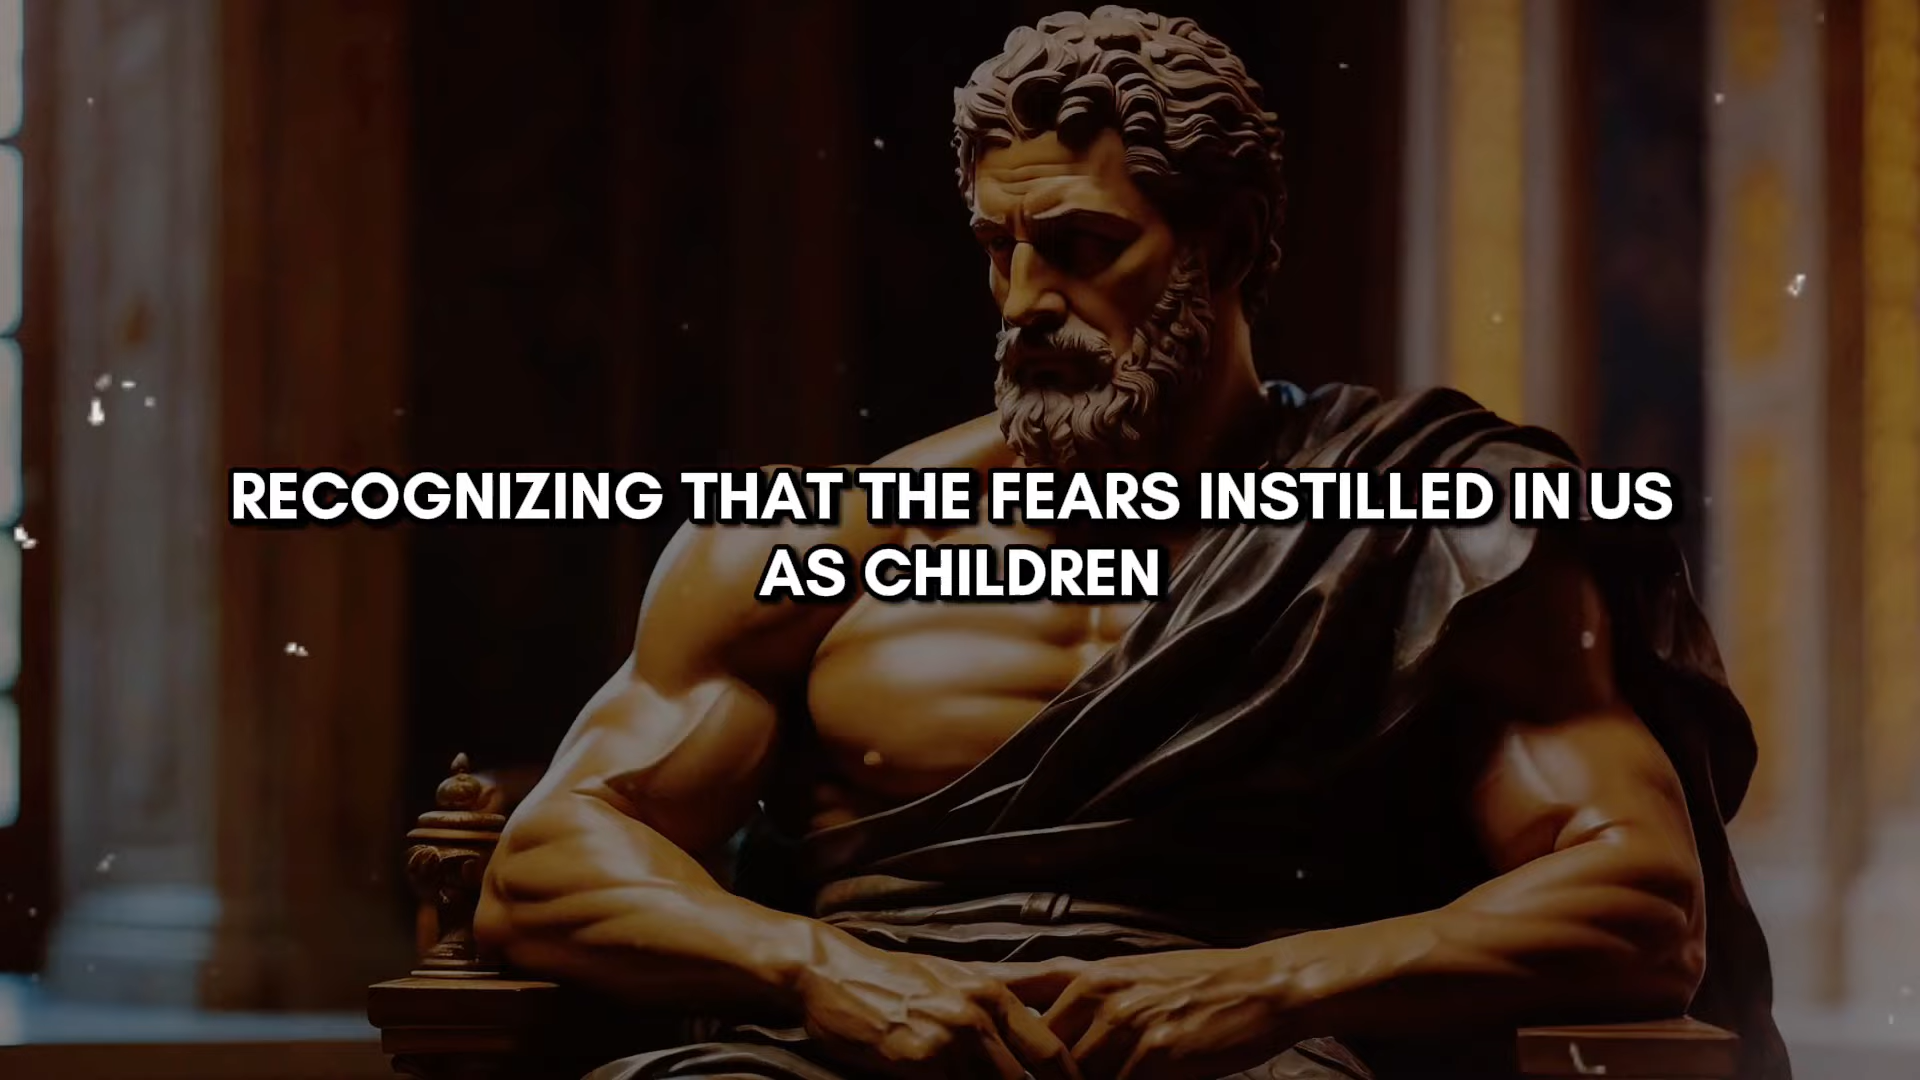 RECOGNIZING THAT THE FEARS INSTILLED IN US
AS CHILDREN